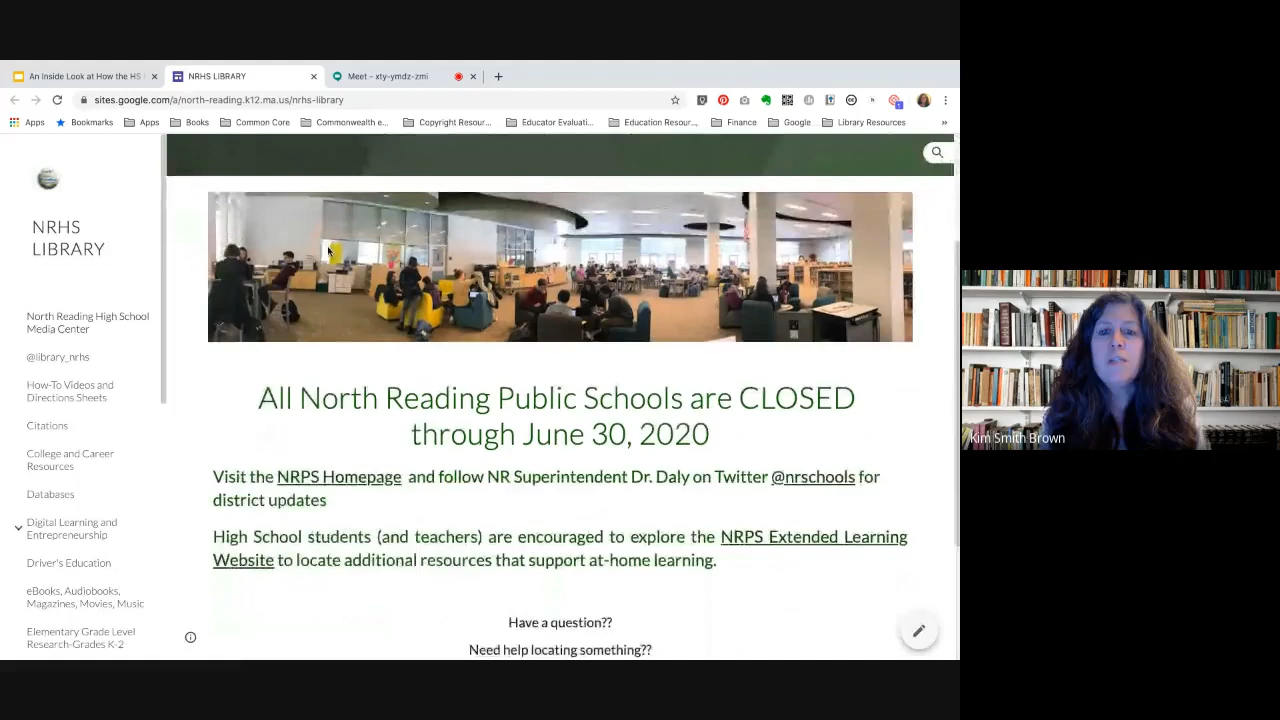 An Inside Look at How the HS
NRHS LIBRARY
Meet - xty-ymdz-zmi
sites.google.com/a/north-reading.k12.ma.us/nrhs-library
Apps
Bookmarks
Apps
Books
Common Core
Commonwealth e...
Copyright Resour...
Educator Evaluati...
Education Resour...
Finance
Google
Library Resources
NRHS
LIBRARY
North Reading High School
Media Center
@library_nrhs
How-To Videos and
Directions Sheets
Citations
College and Career
Resources
Databases
Digital Learning and
Entrepreneurship
Driver's Education
eBooks, Audiobooks,
Magazines, Movies, Music
Elementary Grade Level
Research-Grades K-2
All North Reading Public Schools are CLOSED
through June 30, 2020
Visit the NRPS Homepage and follow NR Superintendent Dr. Daly on Twitter @nrschools for
district updates
High School students (and teachers) are encouraged to explore the NRPS Extended Learning
Website to locate additional resources that support at-home learning.
Have a question??
Need help locating something??
Kim Smith Brown